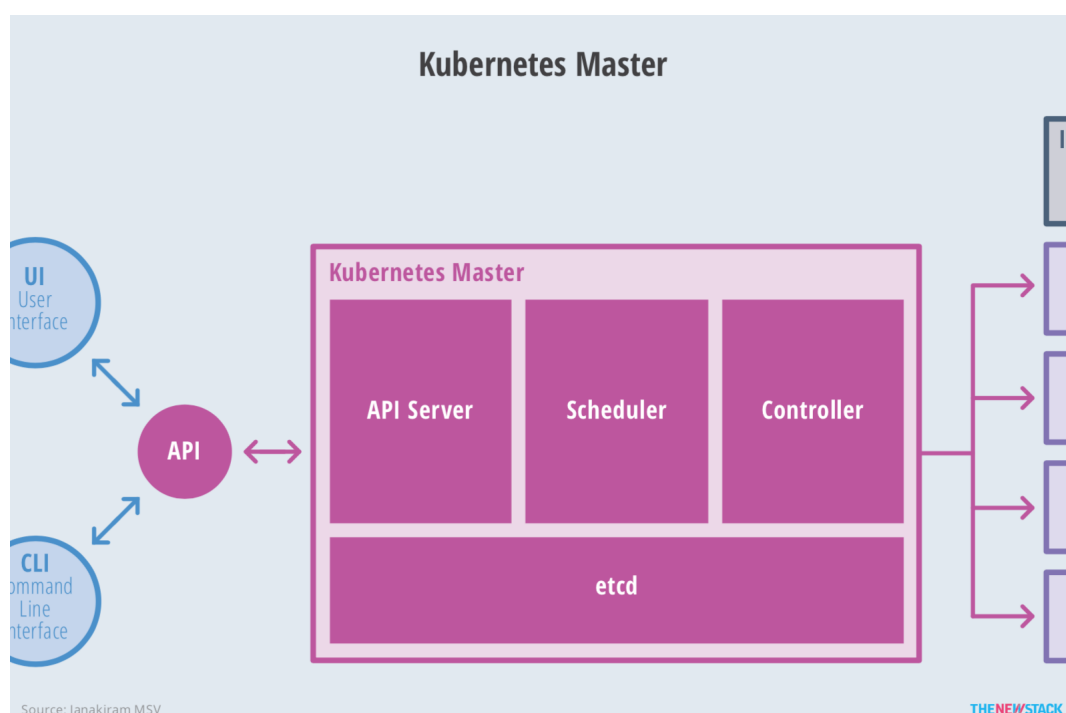 Kubernetes Master
UI
User
nterface
API
CLI
ommand
Line
nterface
Kubernetes Master
API Server
Scheduler
Controller
etcd
Source: Janakiram MSV
THENEWSTACK